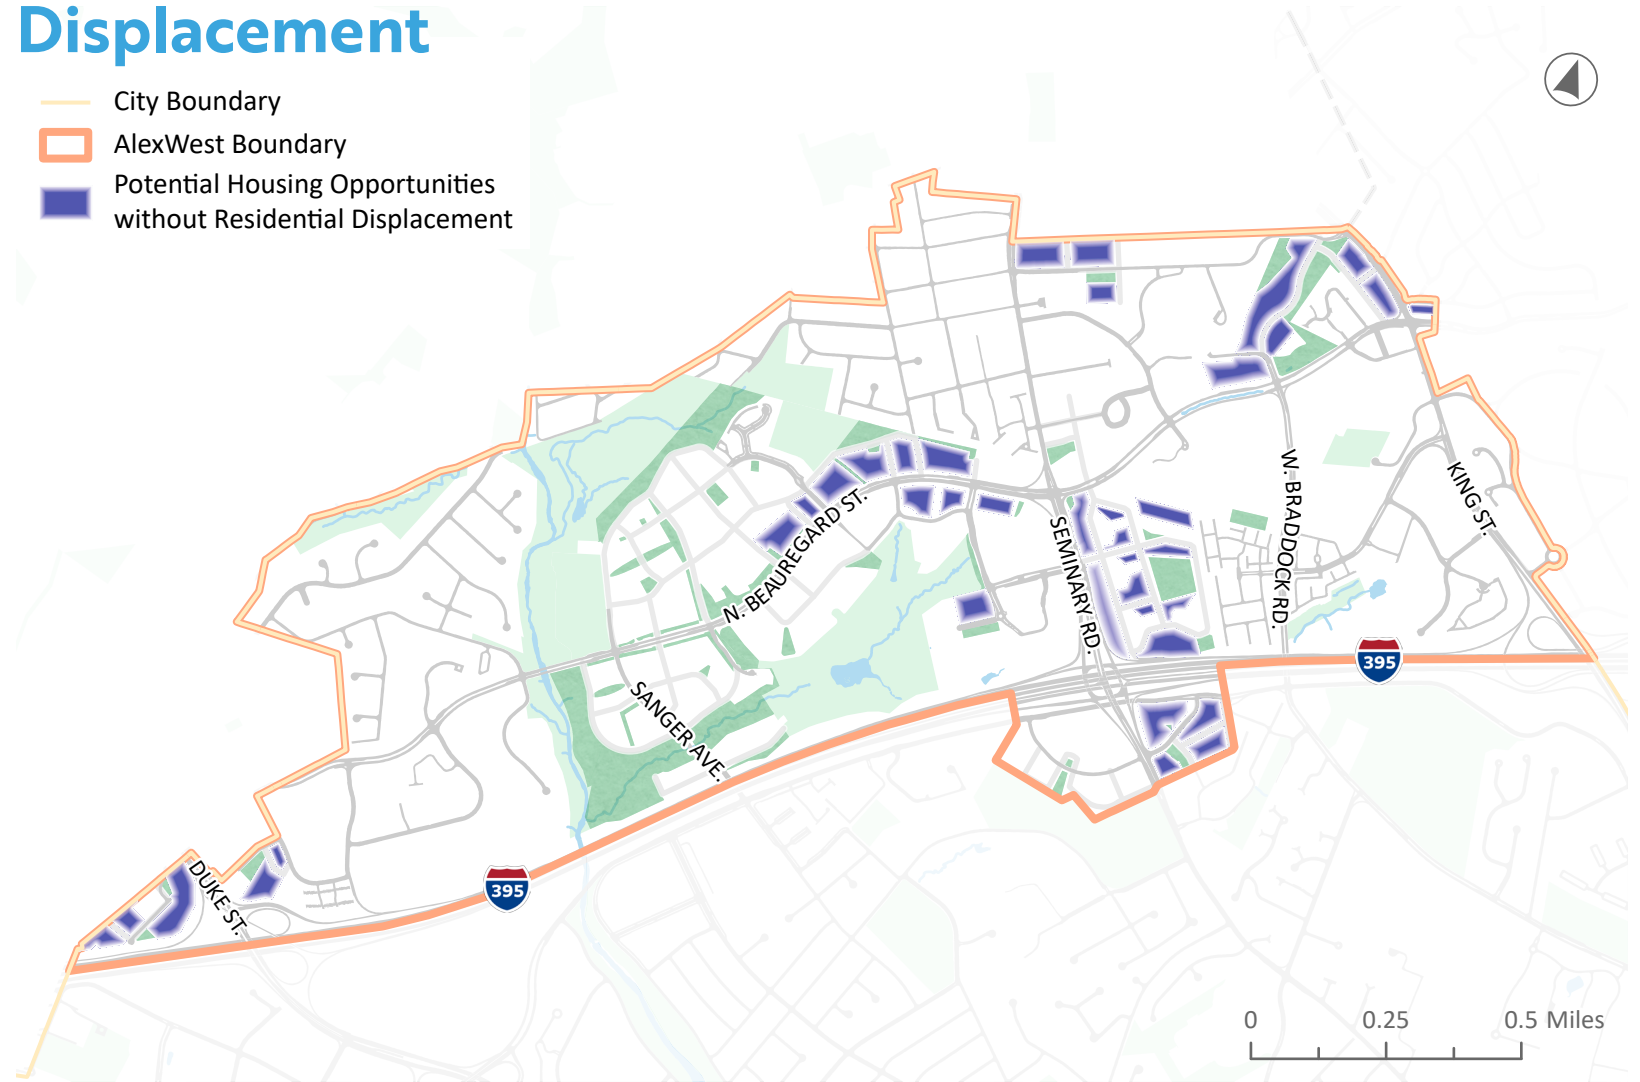 Displacement
City Boundary
AlexWest Boundary
Potential Housing Opportunities
without Residential Displacement
N. BEAUREGARD ST.
SEMINARY RD.
W. BRADDOCK RD.
KING ST.
SANGER AVE.
DUKE ST.
395
395
0 0.25 0.5 Miles